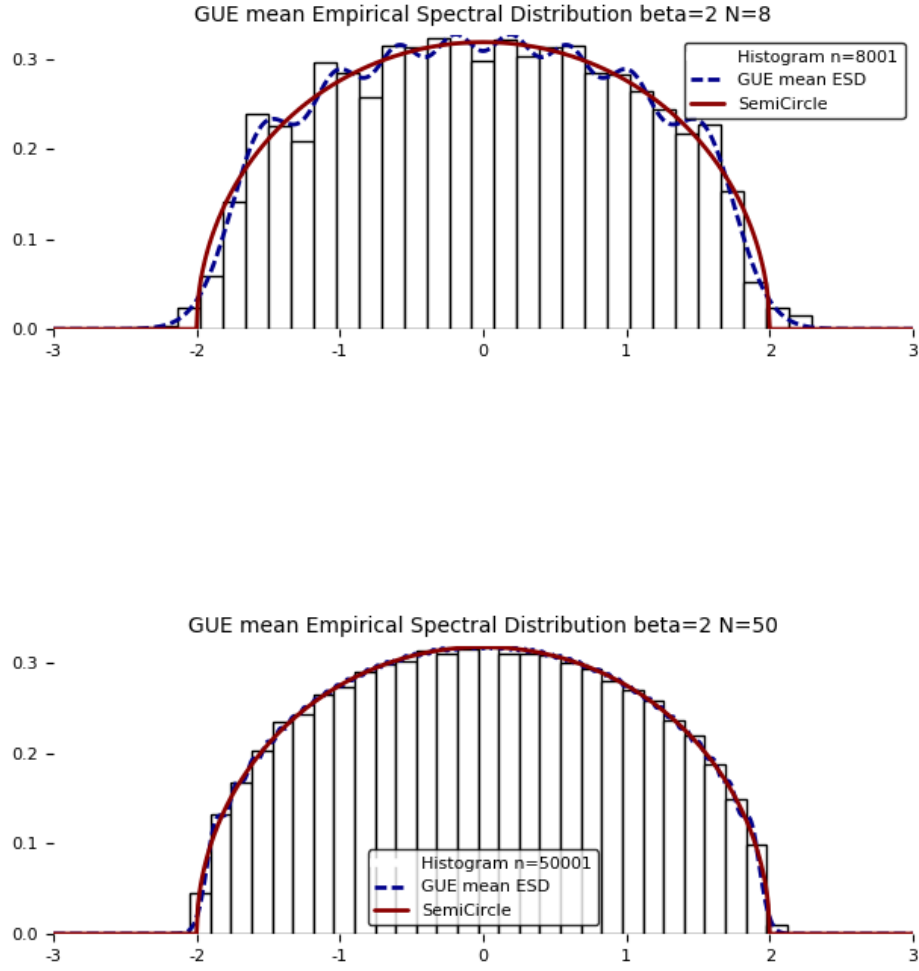 GUE mean Empirical Spectral Distribution beta=2 N=8
0.3
0.2
0.1
0.0
Histogram n=8001
GUE mean ESD
SemiCircle
-3 -2 -1 0 1 2 3
GUE mean Empirical Spectral Distribution beta=2 N=50
0.3
0.2
0.1
0.0
Histogram n=50001
GUE mean ESD
SemiCircle
-3 -2 -1 0 1 2 3